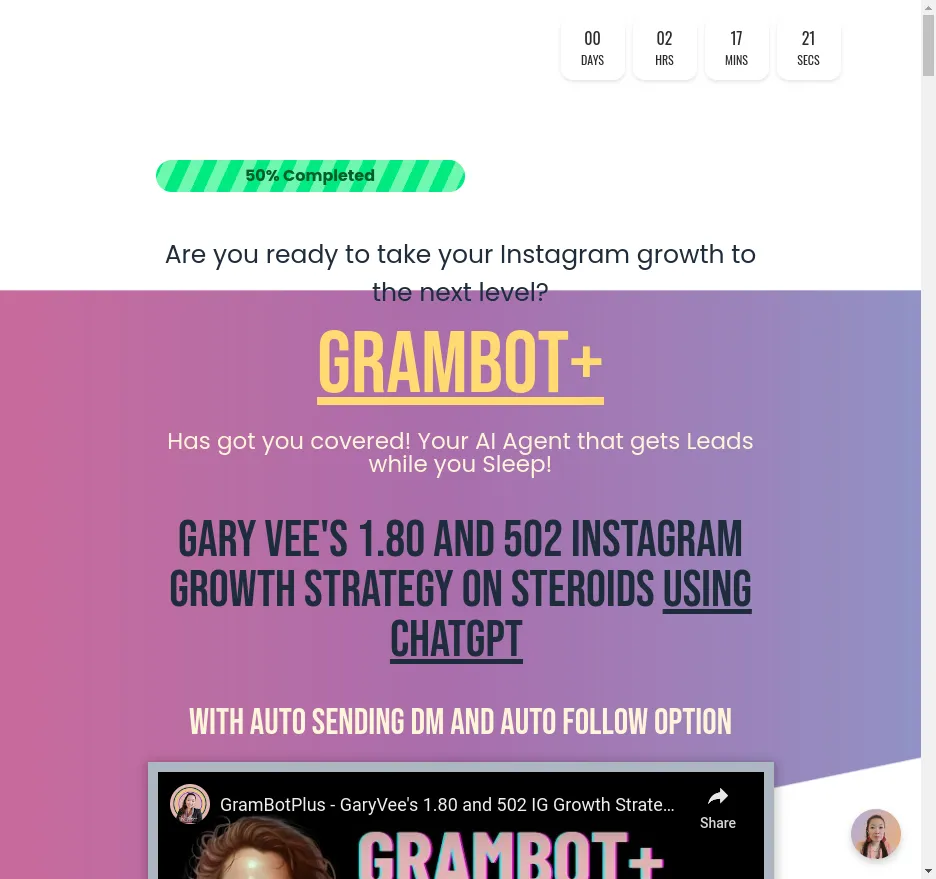 00 02 17 21
DAYS HRS MINS SECS
50% Completed
Are you ready to take your Instagram growth to
the next level?
GRAMBOT+
Has got you covered! Your AI Agent that gets Leads
while you Sleep!
GARY VEE'S 1.80 AND 502 INSTAGRAM
GROWTH STRATEGY ON STEROIDS USING
CHATGPT
WITH AUTO SENDING DM AND AUTO FOLLOW OPTION
GramBotPlus - GaryVee's 1.80 and 502 IG Growth Strate...
Share
GRAMBOT+